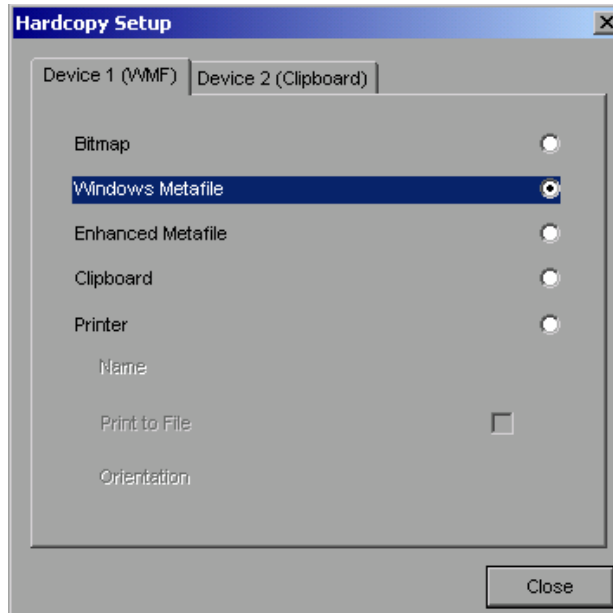 Hardcopy Setup
Device 1 (WMF) Device 2 (Clipboard)
Bitmap
Windows Metafile
Enhanced Metafile
Clipboard
Printer
Name
Print to File
Orientation
Close